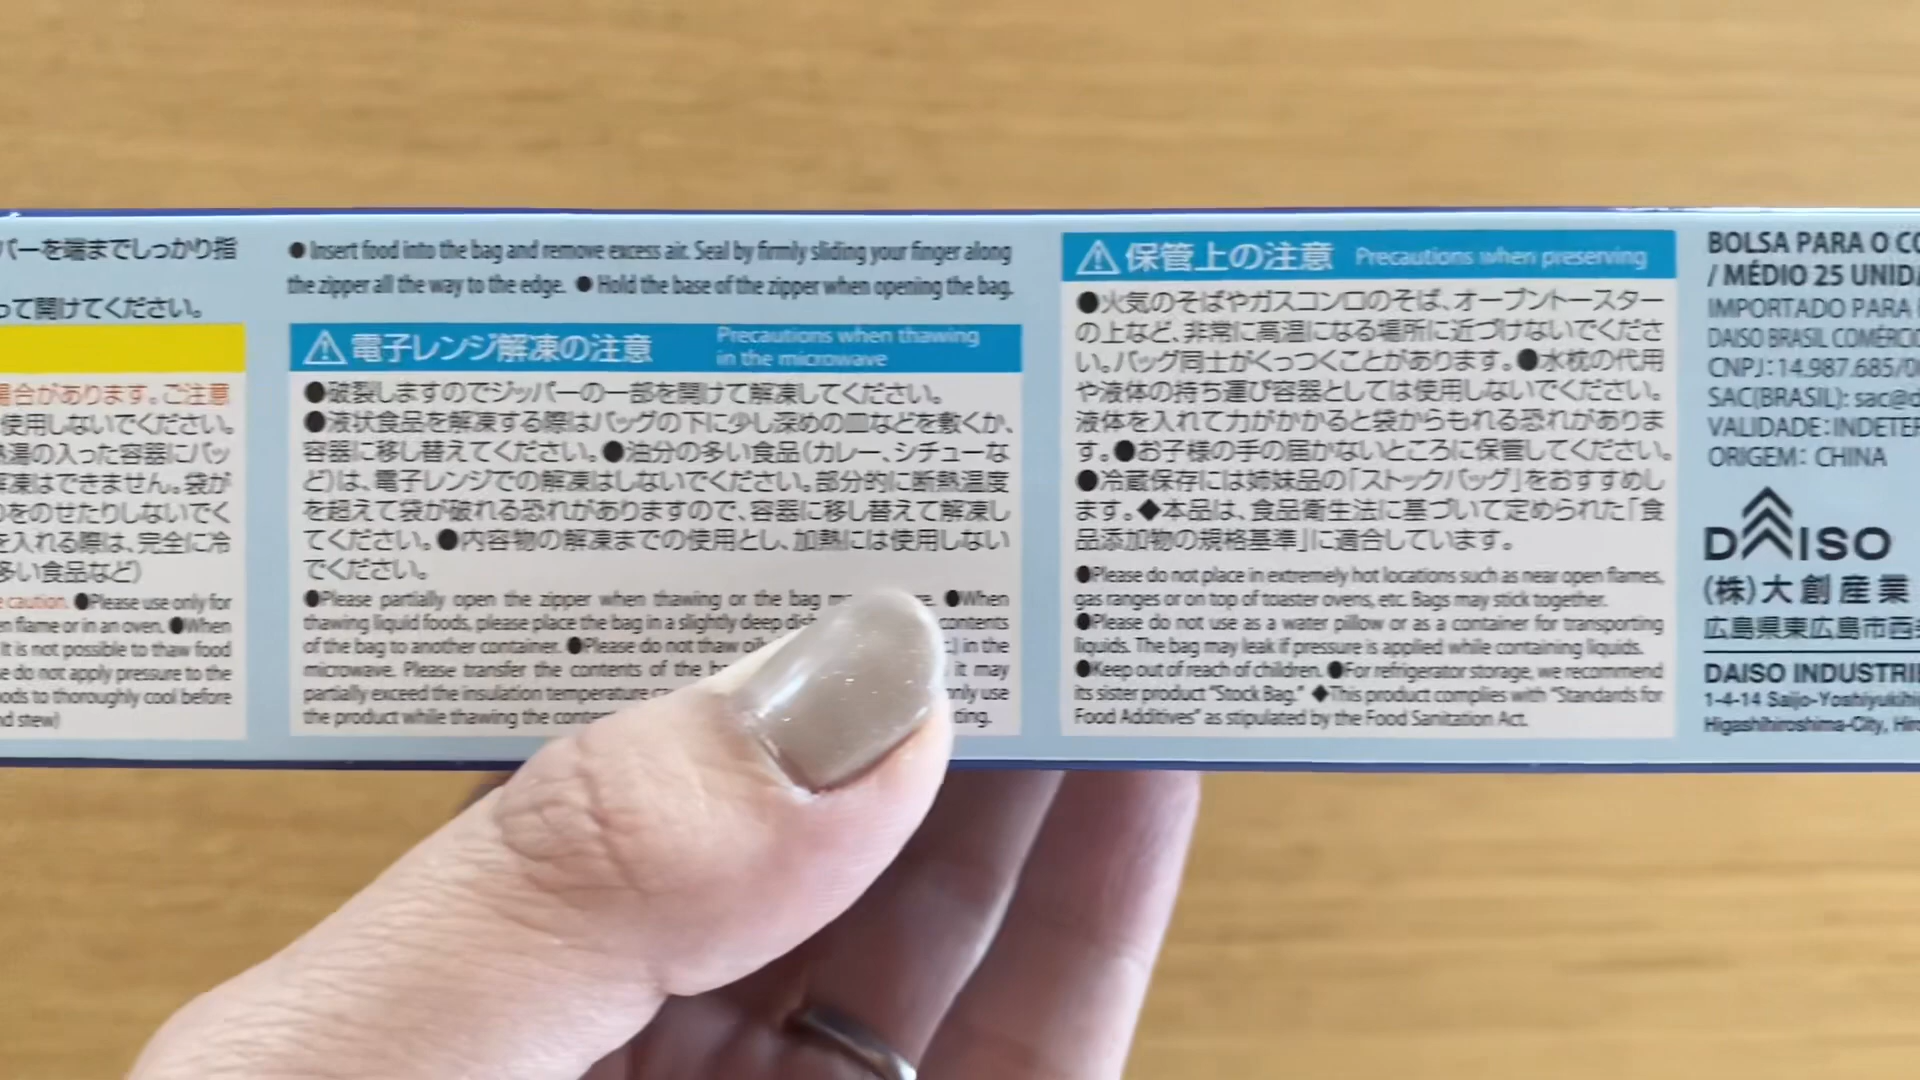 パーを端までしっかり指
って開けてください。
場合があります。ご注意
使用しないでください。
湯の入った容器にバッ
解凍はできません。袋が
をのせたりしないでく
を入れる際は、完全に冷
多い食品など）
caution. ●Please use only for
flame or in an oven. ●When
It is not possible to thaw food
do not apply pressure to the
to thoroughly cool before
stew)
● Insert food into the bag and remove excess air. Seal by firmly sliding your finger along
the zipper all the way to the edge. ● Hold the base of the zipper when opening the bag.
⚠電子レンジ解凍の注意
Precautions when thawing
in the microwave
●破裂しますのでジッパーの一部を開けて解凍してください。
●液状食品を解凍する際はバッグの下に少し深めの皿などを敷くか、
容器に移し替えてください。●油分の多い食品（カレー、シチューな
ど）は、電子レンジでの解凍はしないでください。部分的に断熱温度
を超えて袋が破れる恐れがありますので、容器に移し替えて解凍し
てください。●内容物の解凍までの使用とし、加熱には使用しない
でください。
●Please partially open the zipper when thawing or the bag ●When
thawing liquid foods, please place the bag in a slightly deep contents
of the bag to another container. ●Please do not thaw in the
microwave. Please transfer the contents of the it may
partially exceed the insulation temperature only use
the product while thawing the
⚠保管上の注意 Precautions when preserving
●火気のそばやガスコンロのそば、オーブントースター
の上など、非常に高温になる場所に近づけないでくださ
い。バッグ同士がくっつくことがあります。●水枕の代用
や液体の持ち運び容器としては使用しないでください。
液体を入れて力がかかると袋からもれる恐れがありま
す。●お子様の手の届かないところに保管してください。
●冷蔵保存には姉妹品の「ストックバッグ」をおすすめし
ます。◆本品は、食品衛生法に基づいて定められた「食
品添加物の規格基準」に適合しています。
●Please do not place in extremely hot locations such as near open flames,
gas ranges or on top of toaster ovens, etc. Bags may stick together.
●Please do not use as a water pillow or as a container for transporting
liquids. The bag may leak if pressure is applied while containing liquids.
●Keep out of reach of children. ●For refrigerator storage, we recommend
its sister product “Stock Bag.” ◆This product complies with “Standards for
Food Additives” as stipulated by the Food Sanitation Act.
BOLSA PARA O
/ MÉDIO 25
IMPORTADO PARA
DAISO BRASIL
CNPJ: 14.987.685/
SAC(BRASIL): sac@
VALIDADE:
ORIGEM: CHINA
DAISO
(株)大創産業
広島県東広島市西
DAISO
1-4-14 Saijo-
Higashihiroshima-City,